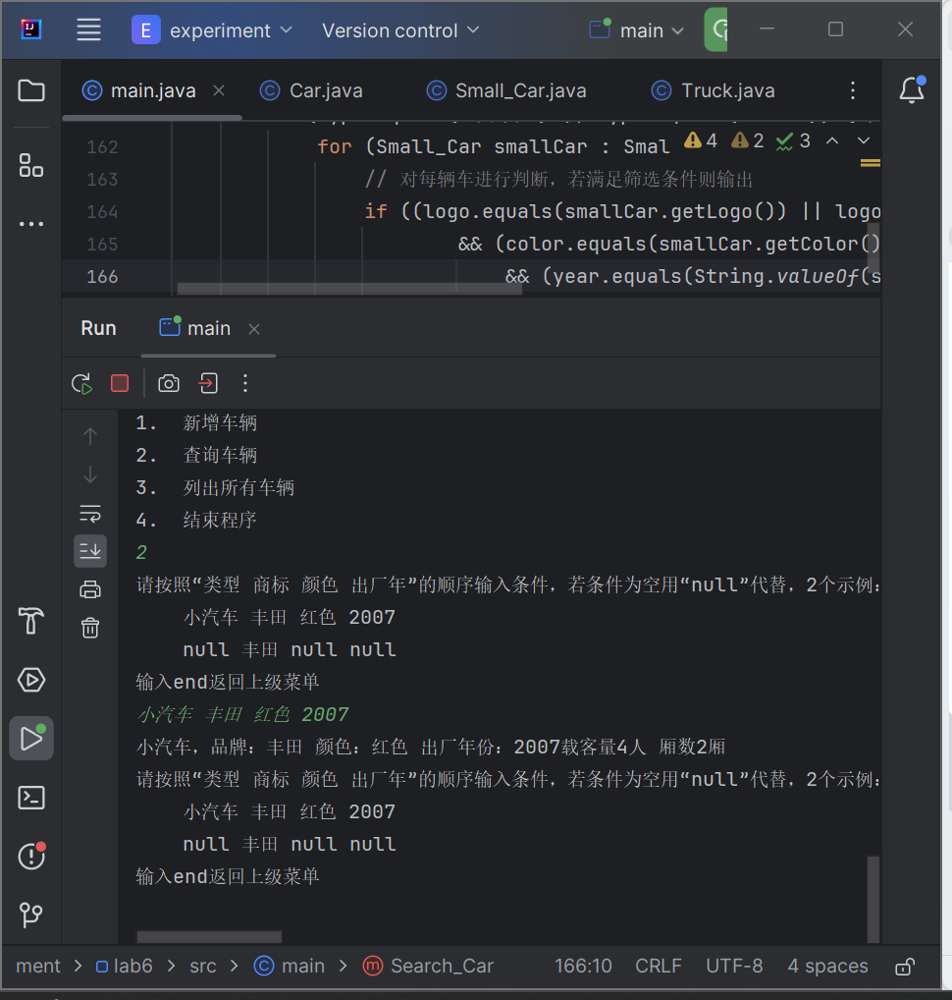 E experiment Version control main
main.java Car.java Small_Car.java Truck.java
162 for (Small_Car smallCar : Smal 4 2 3
163 // 对每辆车进行判断，若满足筛选条件则输出
164 if ((logo.equals(smallCar.getLogo()) || logo
165 && (color.equals(smallCar.getColor()
166 && (year.equals(String.valueOf(s
Run main
1. 新增车辆
2. 查询车辆
3. 列出所有车辆
4. 结束程序
2
请按照“类型 商标 颜色 出厂年”的顺序输入条件，若条件为空用“null”代替，2个示例：
小汽车 丰田 红色 2007
null 丰田 null null
输入end返回上级菜单
小汽车 丰田 红色 2007
小汽车，品牌：丰田 颜色：红色 出厂年份：2007载客量4人 厢数2厢
请按照“类型 商标 颜色 出厂年”的顺序输入条件，若条件为空用“null”代替，2个示例：
小汽车 丰田 红色 2007
null 丰田 null null
输入end返回上级菜单
ment lab6 src main Search_Car 166:10 CRLF UTF-8 4 spaces